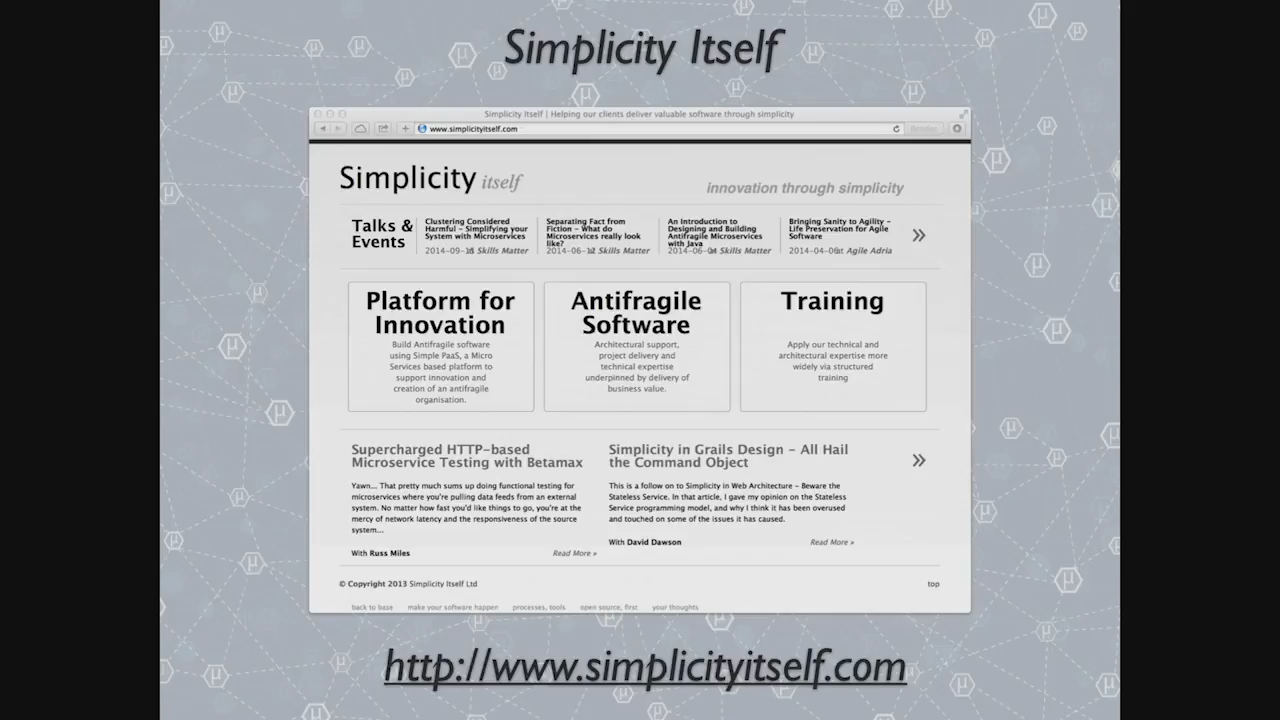 Simplicity Itself
Simplicity Itself | Helping our clients deliver valuable software through simplicity
www.simplicityitself.com
Reader
Simplicity itself
innovation through simplicity
Talks &
Events
Clustering Considered
Harmful - Simplifying your
System with Microservices
2014-09-15 Skills Matter
Separating Fact from
Fiction - What do
Microservices really look
like?
2014-06-12 Skills Matter
An Introduction to
Designing and Building
Antifragile Microservices
with Java
2014-06-04 Skills Matter
Bringing Sanity to Agility -
Life Preservation for Agile
Software
2014-04-06at Agile Adria
»
Platform for
Innovation
Build Antifragile software
using Simple PaaS, a Micro
Services based platform to
support innovation and
creation of an antifragile
organisation.
Antifragile
Software
Architectural support,
project delivery and
technical expertise
underpinned by delivery of
business value.
Training
Apply our technical and
architectural expertise more
widely via structured
training
Supercharged HTTP-based
Microservice Testing with Betamax
Yawn... That pretty much sums up doing functional testing for
microservices where you're pulling data feeds from an external
system. No matter how fast you'd like things to go, you're at the
mercy of network latency and the responsiveness of the source
system...
With Russ Miles
Read More »
Simplicity in Grails Design - All Hail
the Command Object
This is a follow on to Simplicity in Web Architecture - Beware the
Stateless Service. In that article, I gave my opinion on the Stateless
Service programming model, and why I think it has been overused
and touched on some of the issues it has caused.
With David Dawson
Read More »
»
© Copyright 2013 Simplicity Itself Ltd
top
back to base make your software happen processes, tools open source, first your thoughts
http://www.simplicityitself.com